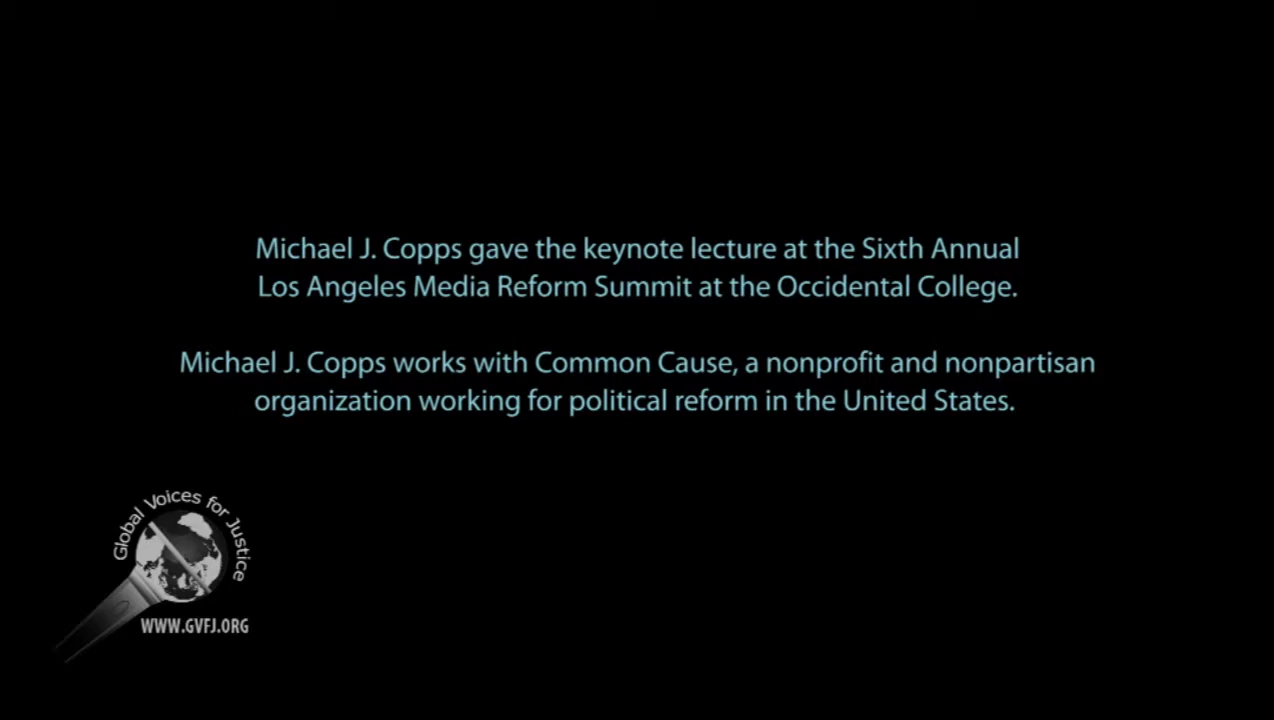 Michael J. Copps gave the keynote lecture at the Sixth Annual
Los Angeles Media Reform Summit at the Occidental College.
Michael J. Copps works with Common Cause, a nonprofit and nonpartisan
organization working for political reform in the United States.
Global Voices for Justice
WWW.GVFJ.ORG